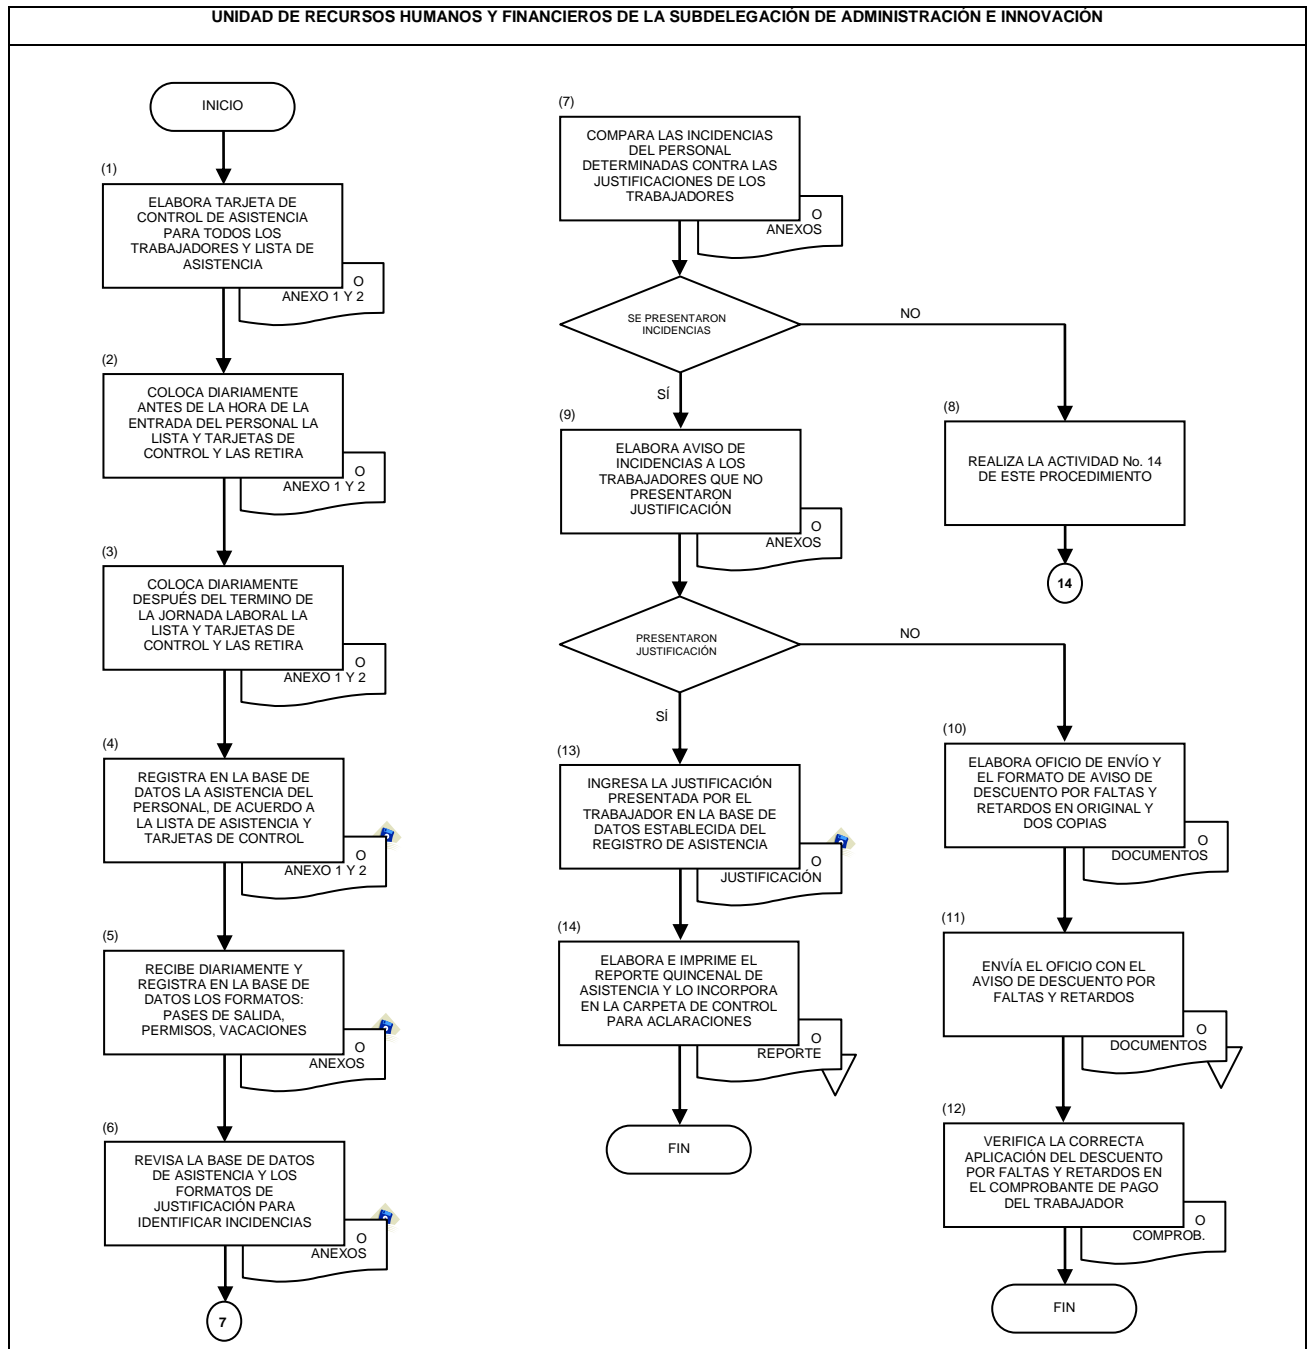 UNIDAD DE RECURSOS HUMANOS Y FINANCIEROS DE LA SUBDELEGACIÓN DE ADMINISTRACIÓN E INNOVACIÓN
INICIO
(1)
ELABORA TARJETA DE
CONTROL DE ASISTENCIA
PARA TODOS LOS
TRABAJADORES Y LISTA DE
ASISTENCIA
O
ANEXO 1 Y 2
(2)
COLOCA DIARIAMENTE
ANTES DE LA HORA DE LA
ENTRADA DEL PERSONAL LA
LISTA Y TARJETAS DE
CONTROL Y LAS RETIRA
O
ANEXO 1 Y 2
(3)
COLOCA DIARIAMENTE
DESPUÉS DEL TERMINO DE
LA JORNADA LABORAL LA
LISTA Y TARJETAS DE
CONTROL Y LAS RETIRA
O
ANEXO 1 Y 2
(4)
REGISTRA EN LA BASE DE
DATOS LA ASISTENCIA DEL
PERSONAL, DE ACUERDO A
LA LISTA DE ASISTENCIA Y
TARJETAS DE CONTROL
O
ANEXO 1 Y 2
(5)
RECIBE DIARIAMENTE Y
REGISTRA EN LA BASE DE
DATOS LOS FORMATOS:
PASES DE SALIDA,
PERMISOS, VACACIONES
O
ANEXOS
(6)
REVISA LA BASE DE DATOS
DE ASISTENCIA Y LOS
FORMATOS DE
JUSTIFICACIÓN PARA
IDENTIFICAR INCIDENCIAS
O
ANEXOS
7
(7)
COMPARA LAS INCIDENCIAS
DEL PERSONAL
DETERMINADAS CONTRA LAS
JUSTIFICACIONES DE LOS
TRABAJADORES
O
ANEXOS
SE PRESENTARON
INCIDENCIAS
NO
SÍ
(8)
REALIZA LA ACTIVIDAD No. 14
DE ESTE PROCEDIMIENTO
14
(9)
ELABORA AVISO DE
INCIDENCIAS A LOS
TRABAJADORES QUE NO
PRESENTARON
JUSTIFICACIÓN
O
ANEXOS
PRESENTARON
JUSTIFICACIÓN
NO
SÍ
(10)
ELABORA OFICIO DE ENVÍO Y
EL FORMATO DE AVISO DE
DESCUENTO POR FALTAS Y
RETARDOS EN ORIGINAL Y
DOS COPIAS
O
DOCUMENTOS
(11)
ENVÍA EL OFICIO CON EL
AVISO DE DESCUENTO POR
FALTAS Y RETARDOS
O
DOCUMENTOS
(12)
VERIFICA LA CORRECTA
APLICACIÓN DEL DESCUENTO
POR FALTAS Y RETARDOS EN
EL COMPROBANTE DE PAGO
DEL TRABAJADOR
O
COMPROB.
FIN
(13)
INGRESA LA JUSTIFICACIÓN
PRESENTADA POR EL
TRABAJADOR EN LA BASE DE
DATOS ESTABLECIDA DEL
REGISTRO DE ASISTENCIA
O
JUSTIFICACIÓN
(14)
ELABORA E IMPRIME EL
REPORTE QUINCENAL DE
ASISTENCIA Y LO INCORPORA
EN LA CARPETA DE CONTROL
PARA ACLARACIONES
O
REPORTE
FIN